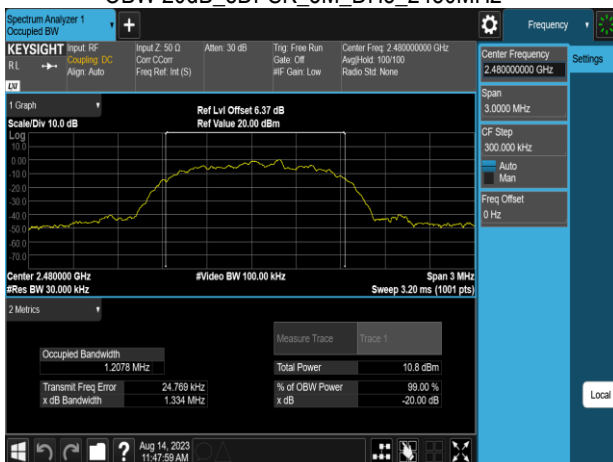 Spectrum Analyzer 1
Occupied BW
Frequency
KEYSIGHT
RL
Input: RF
Coupling: DC
Align: Auto
Input Z: 50 Ω
Corr CCorr
Freq Ref: Int (S)
Atten: 30 dB
Trig: Free Run
Gate: Off
#IF Gain: Low
Center Freq: 2.480000000 GHz
Avg|Hold: 100/100
Radio Std: None
LXI
1 Graph
Scale/Div 10.0 dB
Ref Lvl Offset 6.37 dB
Ref Value 20.00 dBm
Log
10.0
0.00
-10.0
-20.0
-30.0
-40.0
-50.0
-60.0
-70.0
Center 2.480000 GHz
#Res BW 30.000 kHz
#Video BW 100.00 kHz
Span 3 MHz
Sweep 3.20 ms (1001 pts)
2 Metrics
Measure Trace
Trace 1
Occupied Bandwidth
1.2078 MHz
Total Power
10.8 dBm
Transmit Freq Error
24.769 kHz
% of OBW Power
99.00 %
x dB Bandwidth
1.334 MHz
x dB
-20.00 dB
Center Frequency
2.480000000 GHz
Settings
Span
3.0000 MHz
CF Step
300.000 kHz
Auto
Man
Freq Offset
0 Hz
Local
?
Aug 14, 2023
11:47:59 AM